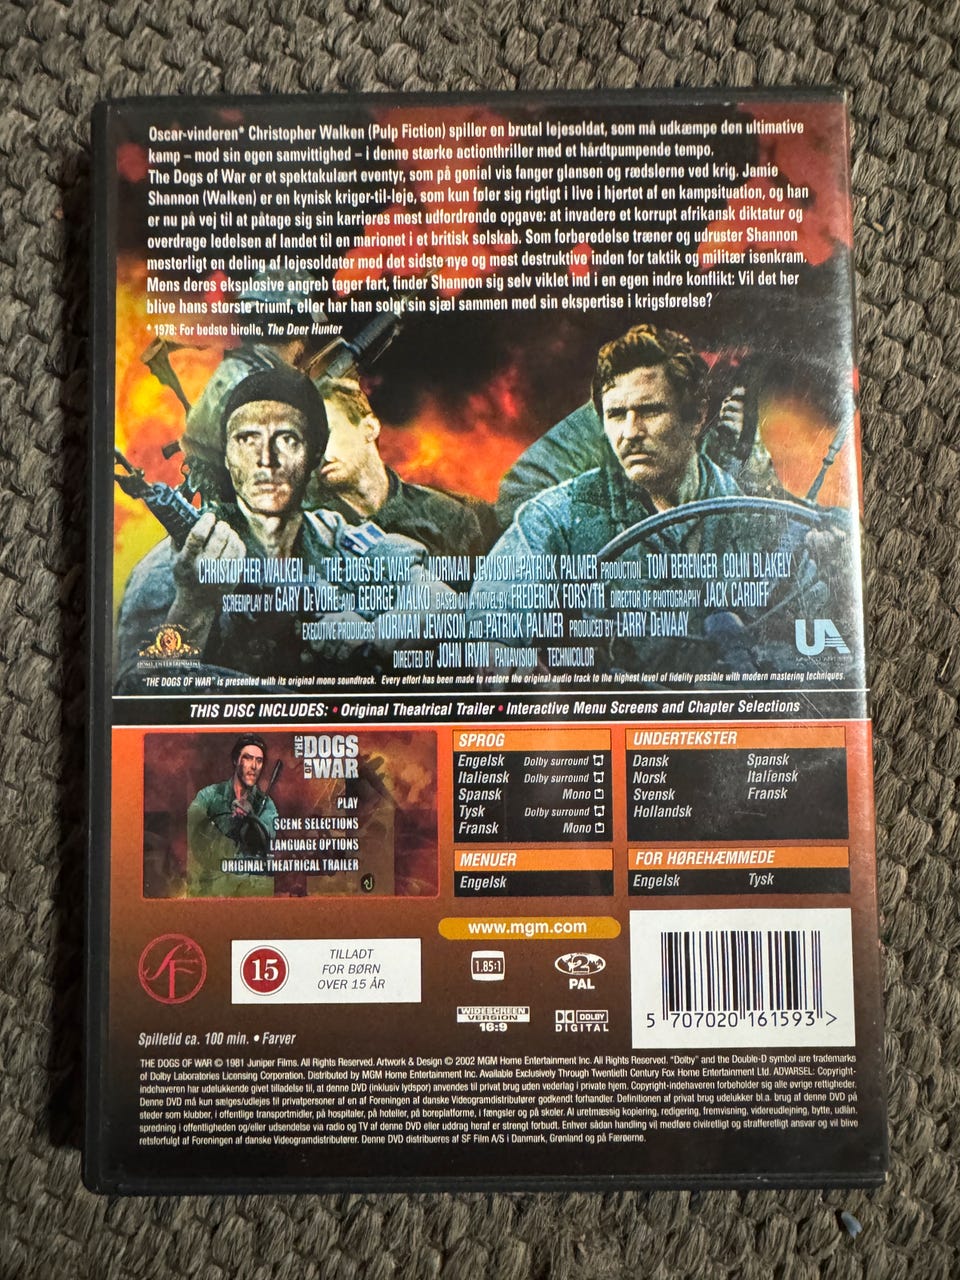 Oscar-vinderen* Christopher Walken (Pulp Fiction) spiller en brutal lejesoldat, som må udkæmpe den ultimative
kamp – mod sin egen samvittighed – i denne stærke actionthriller med et hårdtpumpende tempo.
The Dogs of War er et spektakulært eventyr, som på genial vis fanger glansen og rædslerne ved krig. Jamie
Shannon (Walken) er en kynisk kriger-til-leje, som kun føler sig rigtigt i live i hjertet af en kampsituation, og han
er nu på vej til at påtage sig sin karrieres mest udfordrende opgave: at invadere et korrupt afrikansk diktatur og
overdrage ledelsen af landet til en marionet i et britisk selskab. Som forberedelse træner og udruster Shannon
mesterligt en deling af lejesoldater med det sidste nye og mest destruktive inden for taktik og militær isenkram.
Mens deres eksplosive angreb tager fart, finder Shannon sig selv viklet ind i en egen indre konflikt: Vil det her
blive hans største triumf, eller har han solgt sin sjæl sammen med sin ekspertise i krigsførelse?
* 1978: For bedste birolle, The Deer Hunter
CHRISTOPHER WALKEN IN "THE DOGS OF WAR" A NORMAN JEWISON-PATRICK PALMER PRODUCTION TOM BERENGER COLIN BLAKELY
SCREENPLAY BY GARY DEVORE AND GEORGE MALKO BASED ON A NOVEL BY FREDERICK FORSYTH DIRECTOR OF PHOTOGRAPHY JACK CARDIFF
EXECUTIVE PRODUCERS NORMAN JEWISON AND PATRICK PALMER PRODUCED BY LARRY DeWAAY
DIRECTED BY JOHN IRVIN PANAVISION® TECHNICOLOR®
HOME ENTERTAINMENT
UA
UNITED ARTISTS
"THE DOGS OF WAR" is presented with its original mono soundtrack. Every effort has been made to restore the original audio track to the highest level of fidelity possible with modern mastering techniques.
THIS DISC INCLUDES: • Original Theatrical Trailer • Interactive Menu Screens and Chapter Selections
THE DOGS
OF WAR
PLAY
SCENE SELECTIONS
LANGUAGE OPTIONS
ORIGINAL THEATRICAL TRAILER
SPROG
Engelsk Dolby surround
Italiensk Dolby surround
Spansk Mono
Tysk Dolby surround
Fransk Mono
UNDERTEKSTER
Dansk Spansk
Norsk Italiensk
Svensk Fransk
Hollandsk
MENUER
Engelsk
FOR HØREHÆMMEDE
Engelsk Tysk
www.mgm.com
SF
15
TILLADT
FOR BØRN
OVER 15 ÅR
1.85:1
2
PAL
WIDESCREEN
VERSION
16:9
DOLBY
DIGITAL
5 707020 161593 >
Spilletid ca. 100 min. • Farver
THE DOGS OF WAR © 1981 Juniper Films. All Rights Reserved. Artwork & Design © 2002 MGM Home Entertainment Inc. All Rights Reserved. "Dolby" and the Double-D symbol are trademarks
of Dolby Laboratories Licensing Corporation. Distributed by MGM Home Entertainment Inc. Available Exclusively Through Twentieth Century Fox Home Entertainment Ltd. ADVARSEL: Copyright-
indehaveren har udelukkende givet tilladelse til, at denne DVD (inklusiv lydspor) anvendes til privat brug uden vederlag i private hjem. Copyright-indehaveren forbeholder sig alle øvrige rettigheder.
Denne DVD må kun sælges/udlejes til privatpersoner af en af Foreningen af danske Videogramdistributører godkendt forhandler. Definitionen af privat brug udelukker bl.a. brug af denne DVD på
steder som klubber, i offentlige transportmidler, på hospitaler, på hoteller, på boreplatforme, i fængsler og på skoler. Al uretmæssig kopiering, redigering, fremvisning, videreudlejning, bytte, udlån,
spredning i offentligheden og/eller udsendelse via radio og TV af denne DVD eller uddrag heraf er strengt forbudt. Enhver sådan handling vil medføre civilretligt og strafferetligt ansvar og vil blive
retsforfulgt af Foreningen af danske Videogramdistributører. Denne DVD distribueres af SF Film A/S i Danmark, Grønland og på Færøerne.